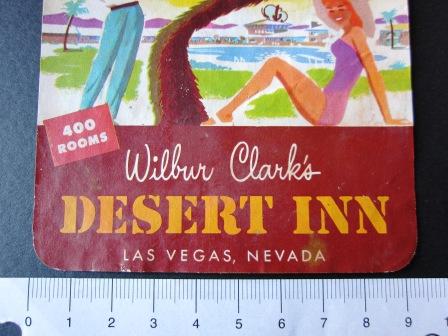 400
ROOMS
Wilbur Clark's
DESERT INN
LAS VEGAS, NEVADA
0 1 2 3 4 5 6 7 8 9